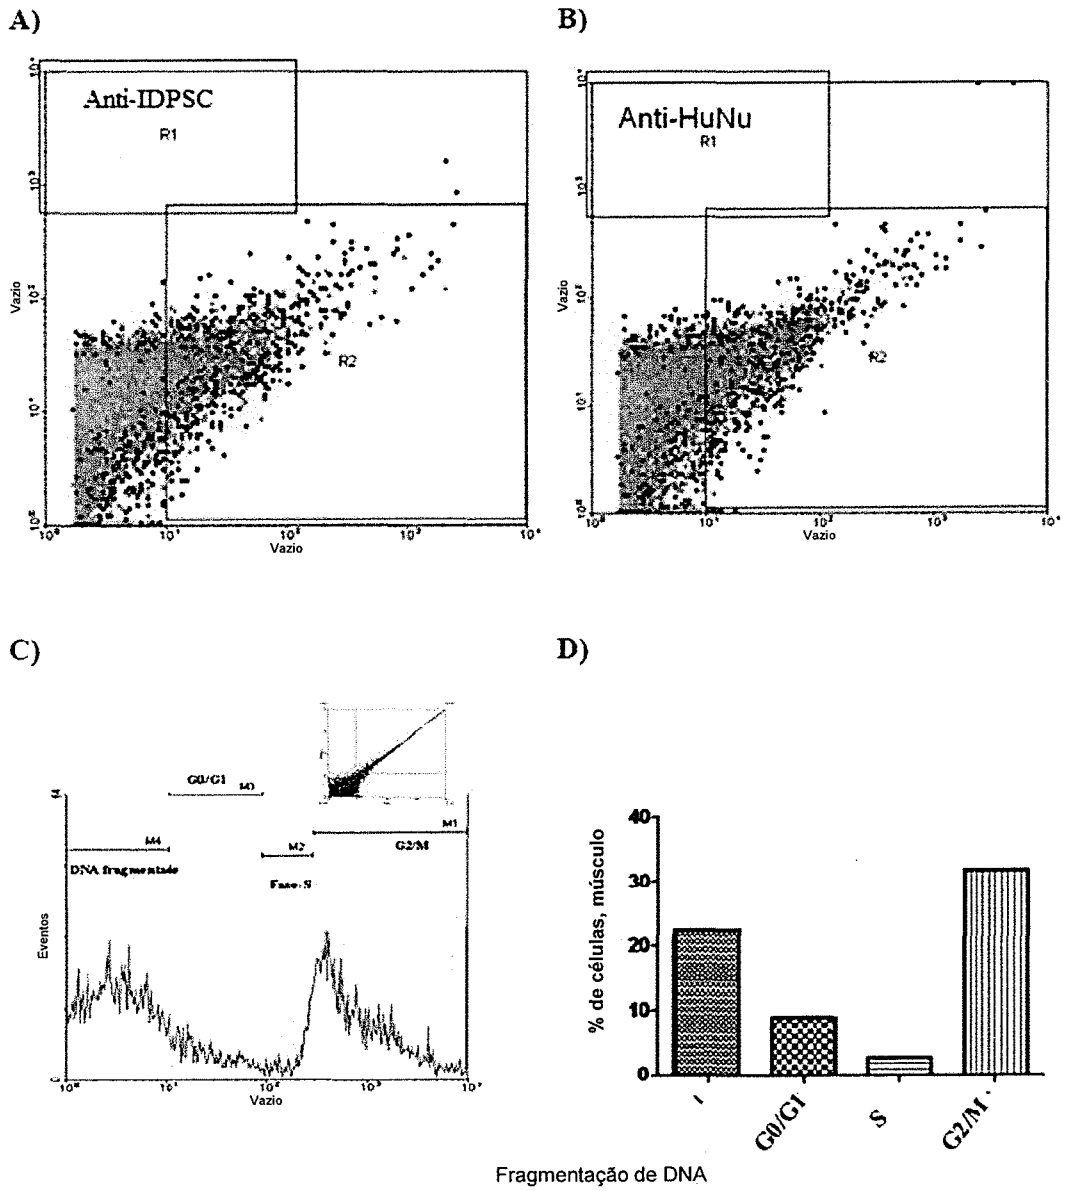 A)
Anti-IDPSC
R1
R2
Vazio
Vazio
B)
Anti-HuNu
R1
R2
Vazio
Vazio
C)
G0/G1
M3
M4
DNA fragmentade
M2
Fase-S
M1
G2/M
Eventos
Vazio
D)
% de células, músculo
40
30
20
10
0
G0/G1
S
G2/M
Fragmentação de DNA